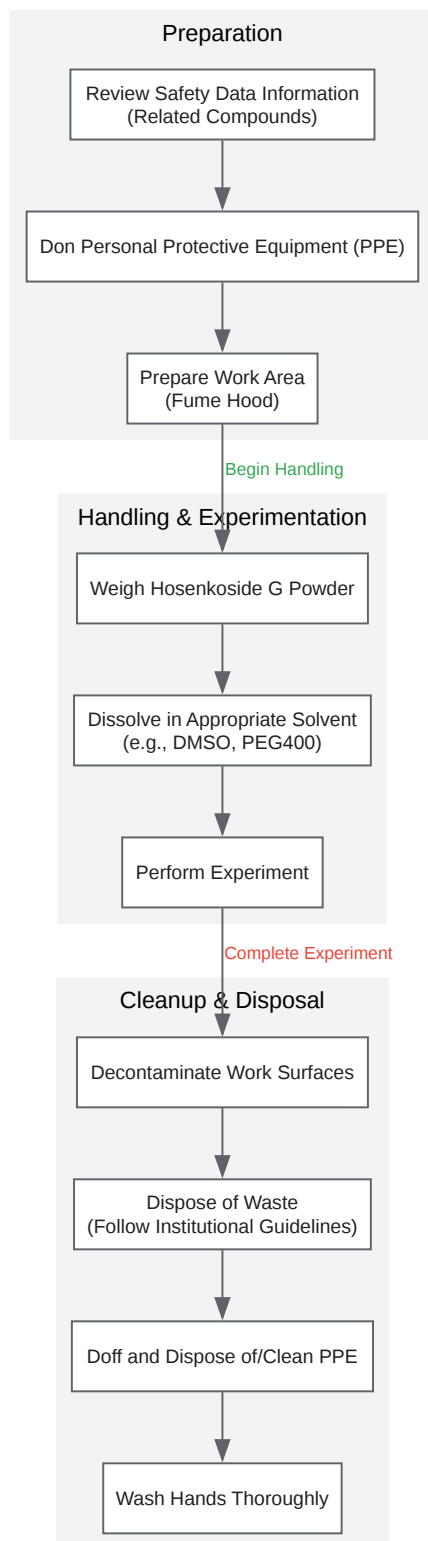 Preparation
Review Safety Data Information
(Related Compounds)
Don Personal Protective Equipment (PPE)
Prepare Work Area
(Fume Hood)
Begin Handling
Handling & Experimentation
Weigh Hosenkoside G Powder
Dissolve in Appropriate Solvent
(e.g., DMSO, PEG400)
Perform Experiment
Complete Experiment
Cleanup & Disposal
Decontaminate Work Surfaces
Dispose of Waste
(Follow Institutional Guidelines)
Doff and Dispose of/Clean PPE
Wash Hands Thoroughly